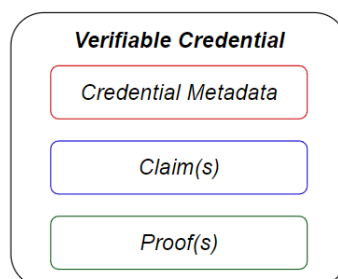 Verifiable Credential
Credential Metadata
Claim(s)
Proof(s)